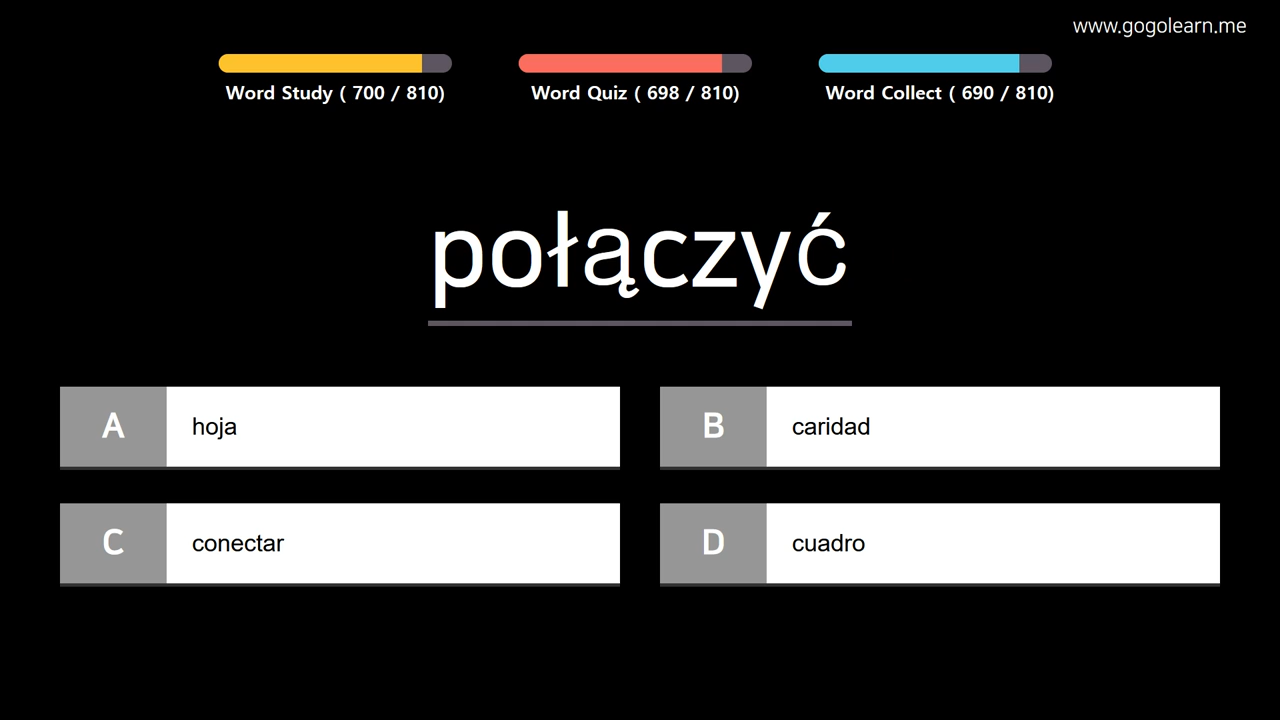 www.gogolearn.me
Word Study ( 700 / 810)
Word Quiz ( 698 / 810)
Word Collect ( 690 / 810)
połączyć
A hoja
B caridad
C conectar
D cuadro